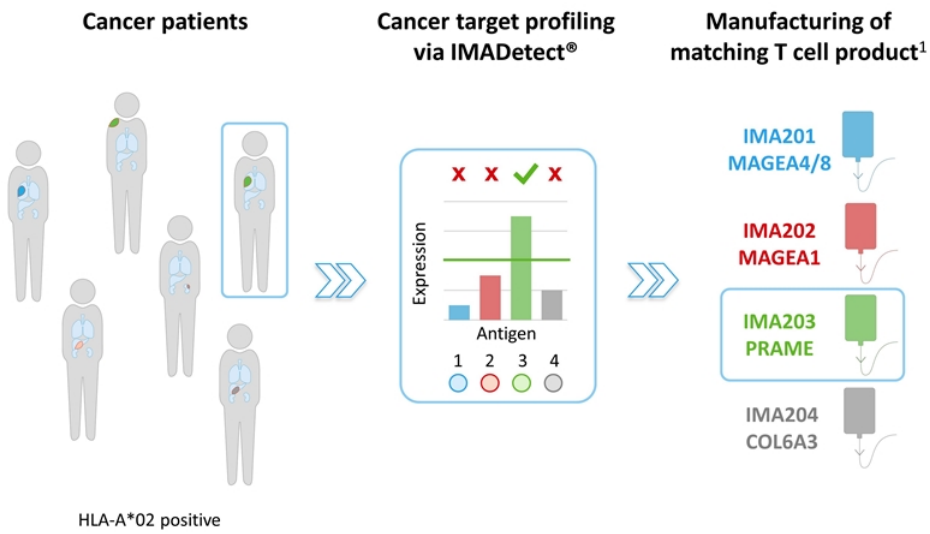 Cancer patients
HLA-A*02 positive
Cancer target profiling
via IMADetect®
x x x
Expression
Antigen
1 2 3 4
Manufacturing of
matching T cell product1
IMA201
MAGEA4/8
IMA202
MAGEA1
IMA203
PRAME
IMA204
COL6A3